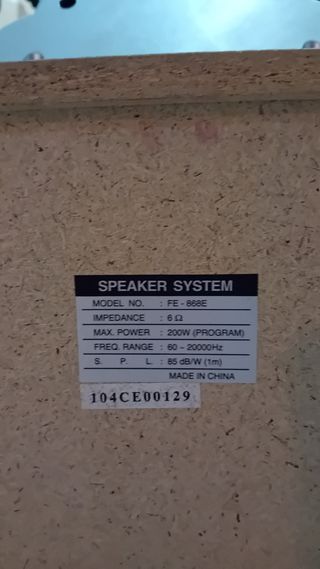 SPEAKER SYSTEM
MODEL NO. : FE - 868E
IMPEDANCE : 6 Ω
MAX. POWER : 200W (PROGRAM)
FREQ. RANGE : 60 ~ 20000Hz
S. P. L. : 85 dB/W (1m)
MADE IN CHINA
104CE00129